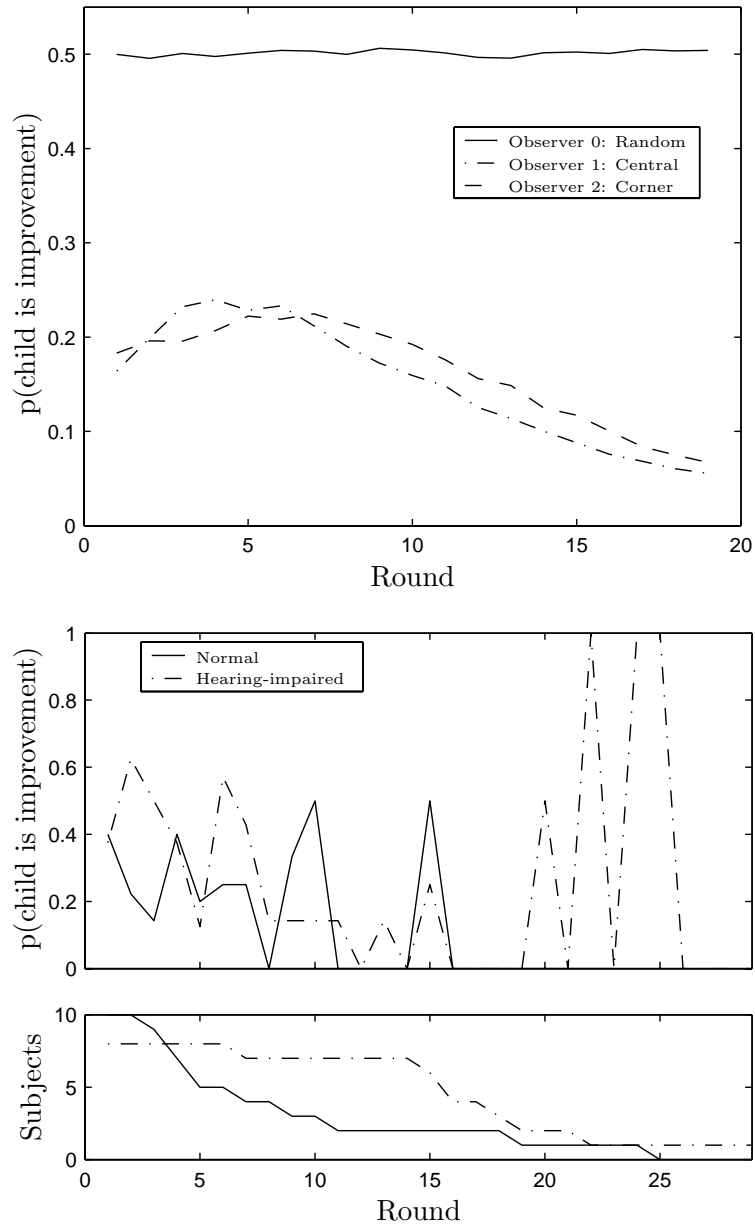 p(child is improvement)
0.5
0.4
0.3
0.2
0.1
0
Observer 0: Random
Observer 1: Central
Observer 2: Corner
0 5 10 15 20
Round
p(child is improvement)
1
0.8
0.6
0.4
0.2
0
Normal
Hearing-impaired
Subjects
10
5
0
0 5 10 15 20 25
Round